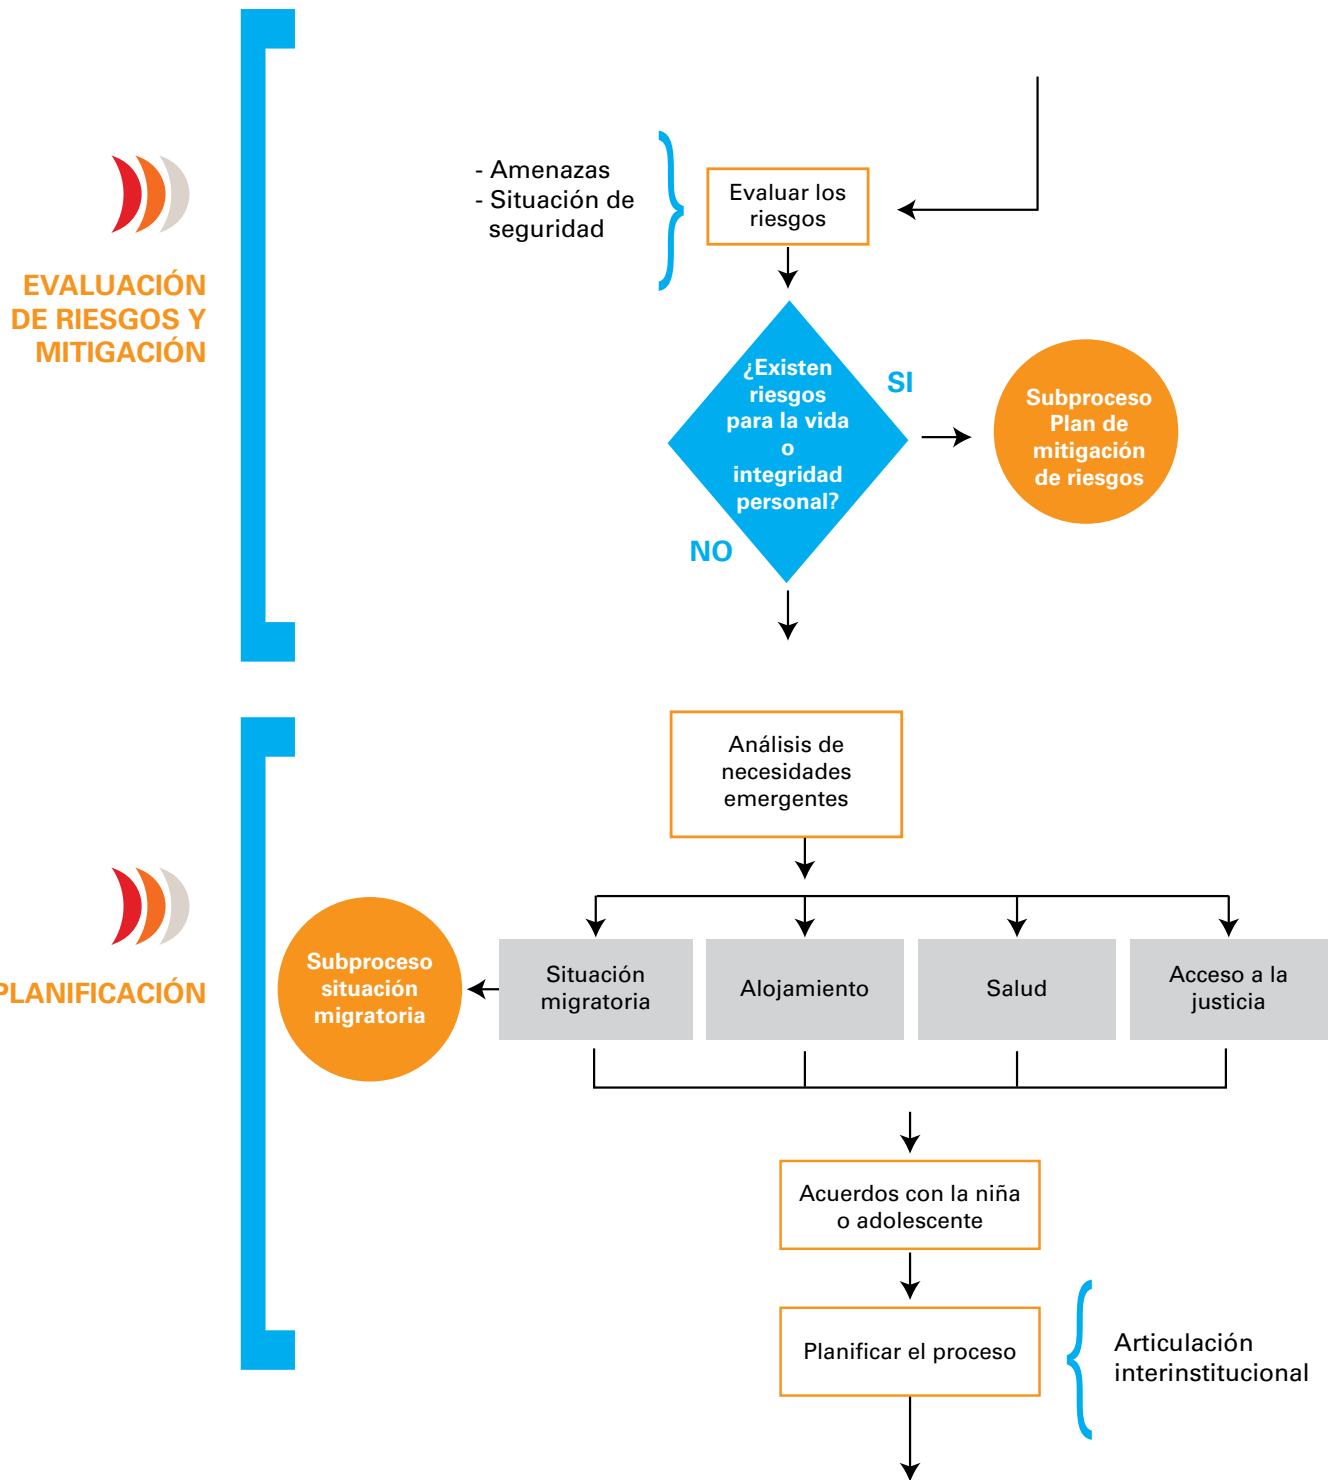 - Amenazas
- Situación de
seguridad
Evaluar los
riesgos
EVALUACIÓN
DE RIESGOS Y
MITIGACIÓN
¿Existen
riesgos
para la vida
o
integridad
personal?
SI
NO
Subproceso
Plan de
mitigación
de riesgos
Análisis de
necesidades
emergentes
PLANIFICACIÓN
Subproceso
situación
migratoria
Situación
migratoria
Alojamiento
Salud
Acceso a la
justicia
Acuerdos con la niña
o adolescente
Planificar el proceso
Articulación
interinstitucional